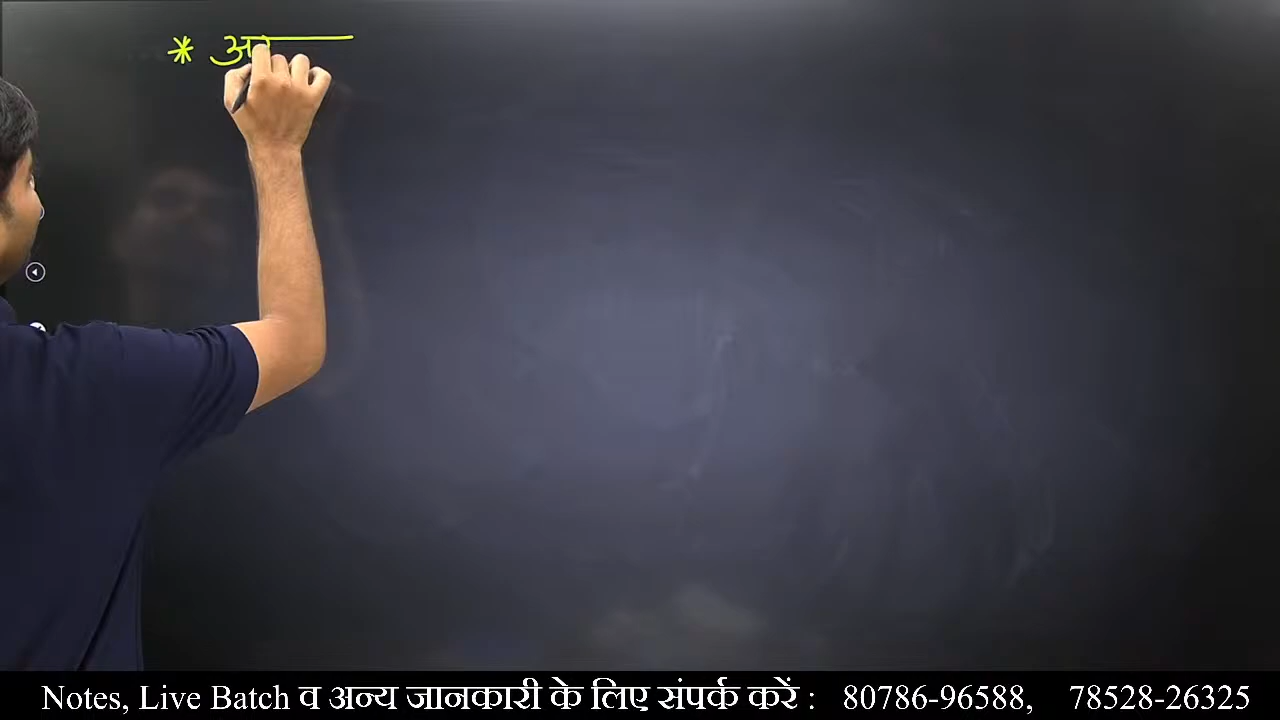 * अ
Notes, Live Batch व अन्य जानकारी के लिए संपर्क करें : 80786-96588, 78528-26325